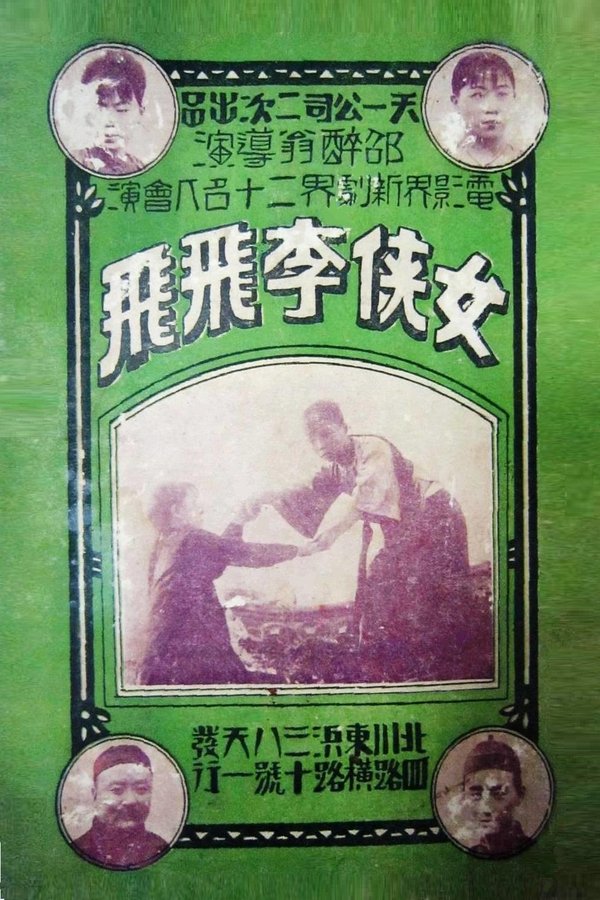 天一公司二次出品
邵醉翁導演
電影界新劇界二十名人會演
女俠李飛飛
北四川路東橫浜路三十八號天一發行